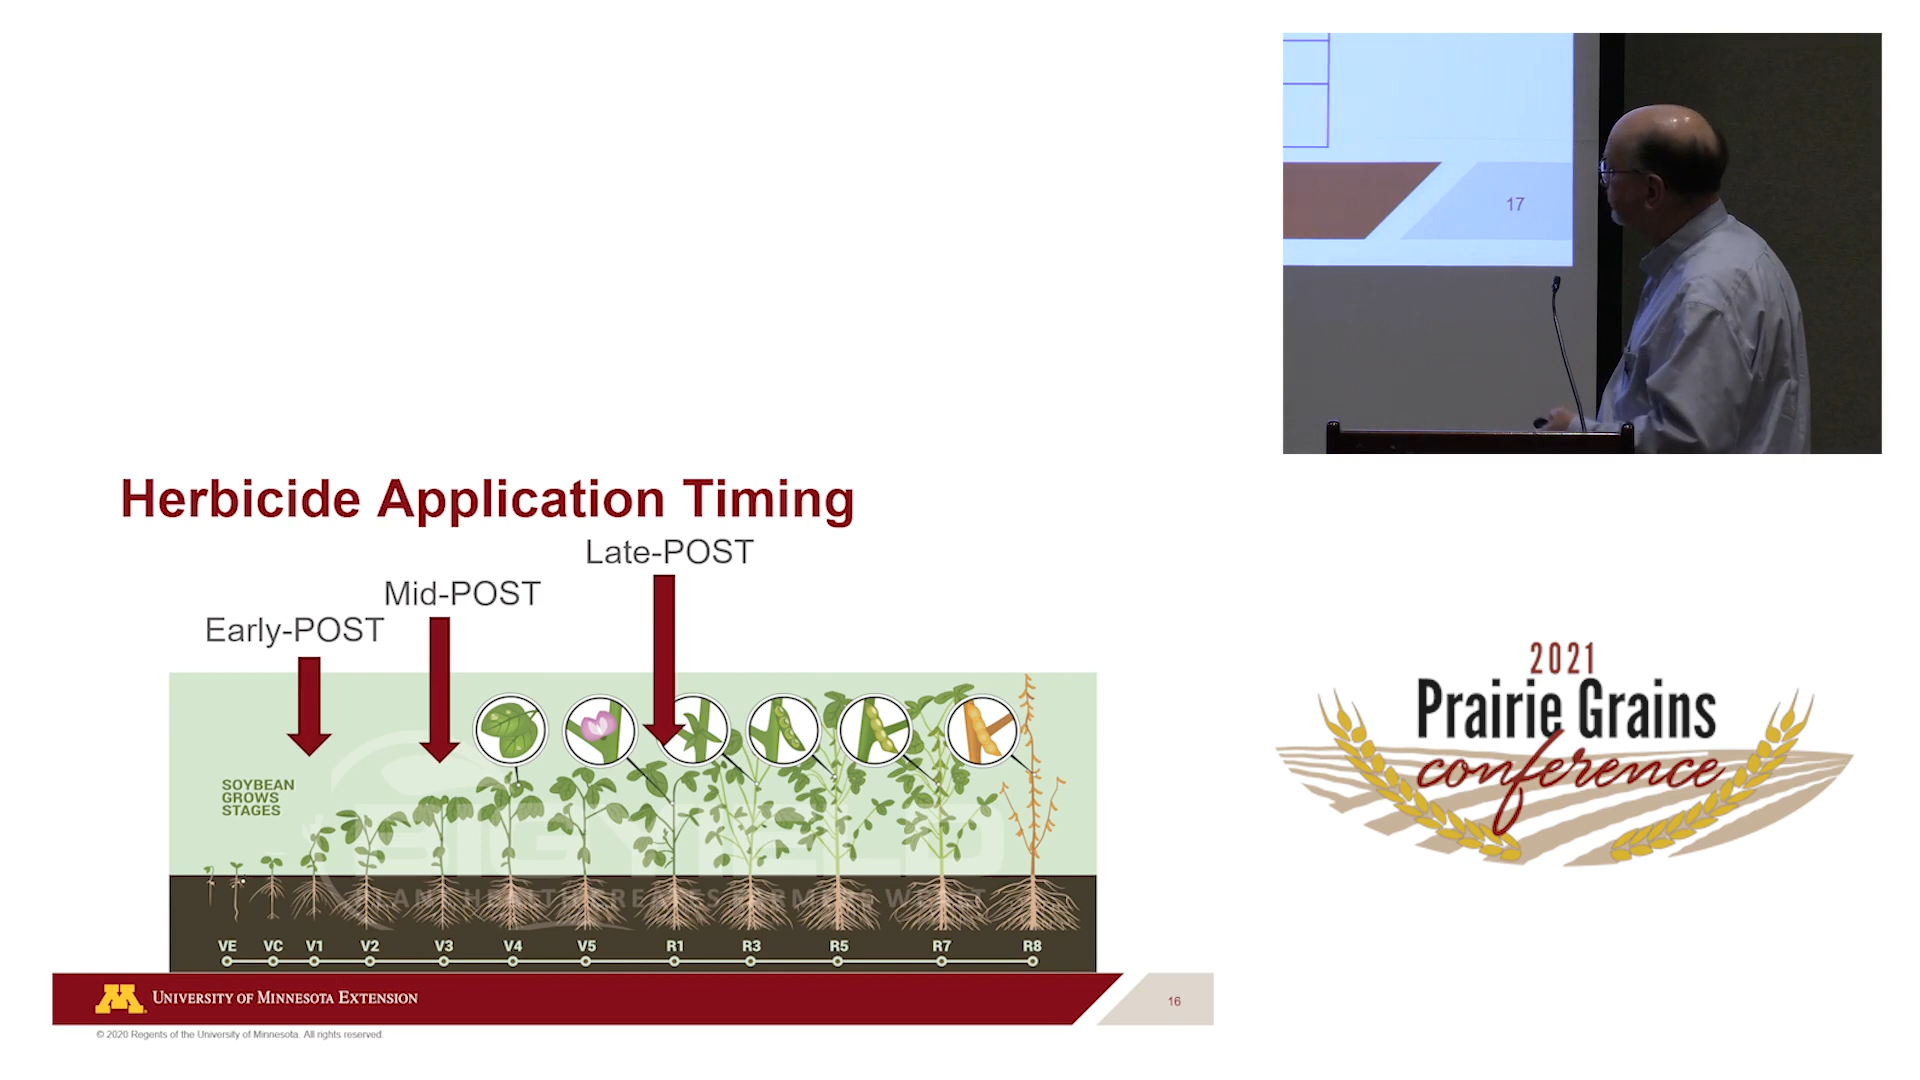 17
Herbicide Application Timing
Late-POST
Mid-POST
Early-POST
SOYBEAN
GROWS
STAGES
VE VC V1 V2 V3 V4 V5 R1 R3 R5 R7 R8
UNIVERSITY OF MINNESOTA EXTENSION
16
© 2020 Regents of the University of Minnesota. All rights reserved.
2021
Prairie Grains
conference